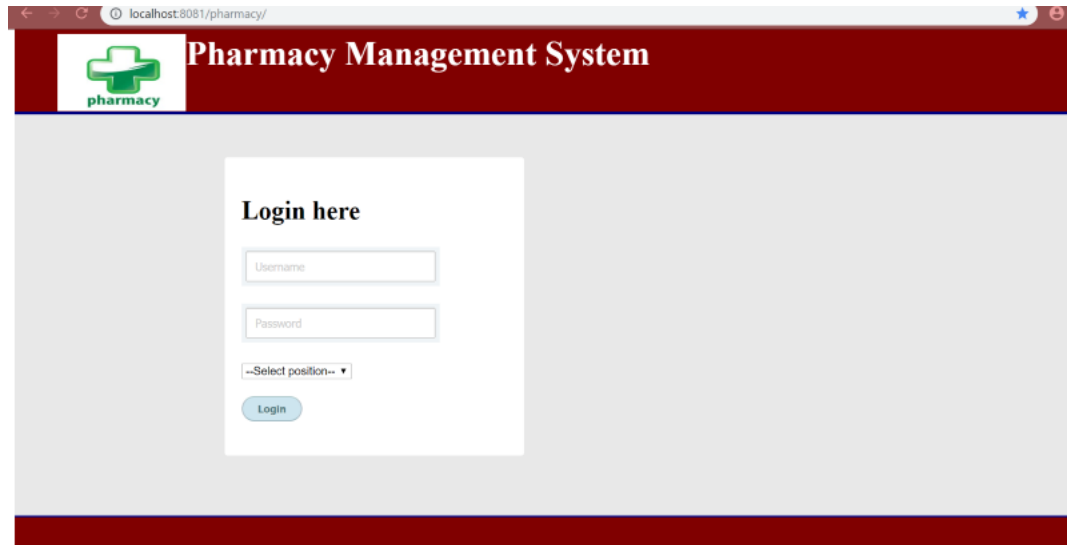 localhost:8081/pharmacy/
Pharmacy Management System
pharmacy
Login here
Username
Password
--Select position--
Login